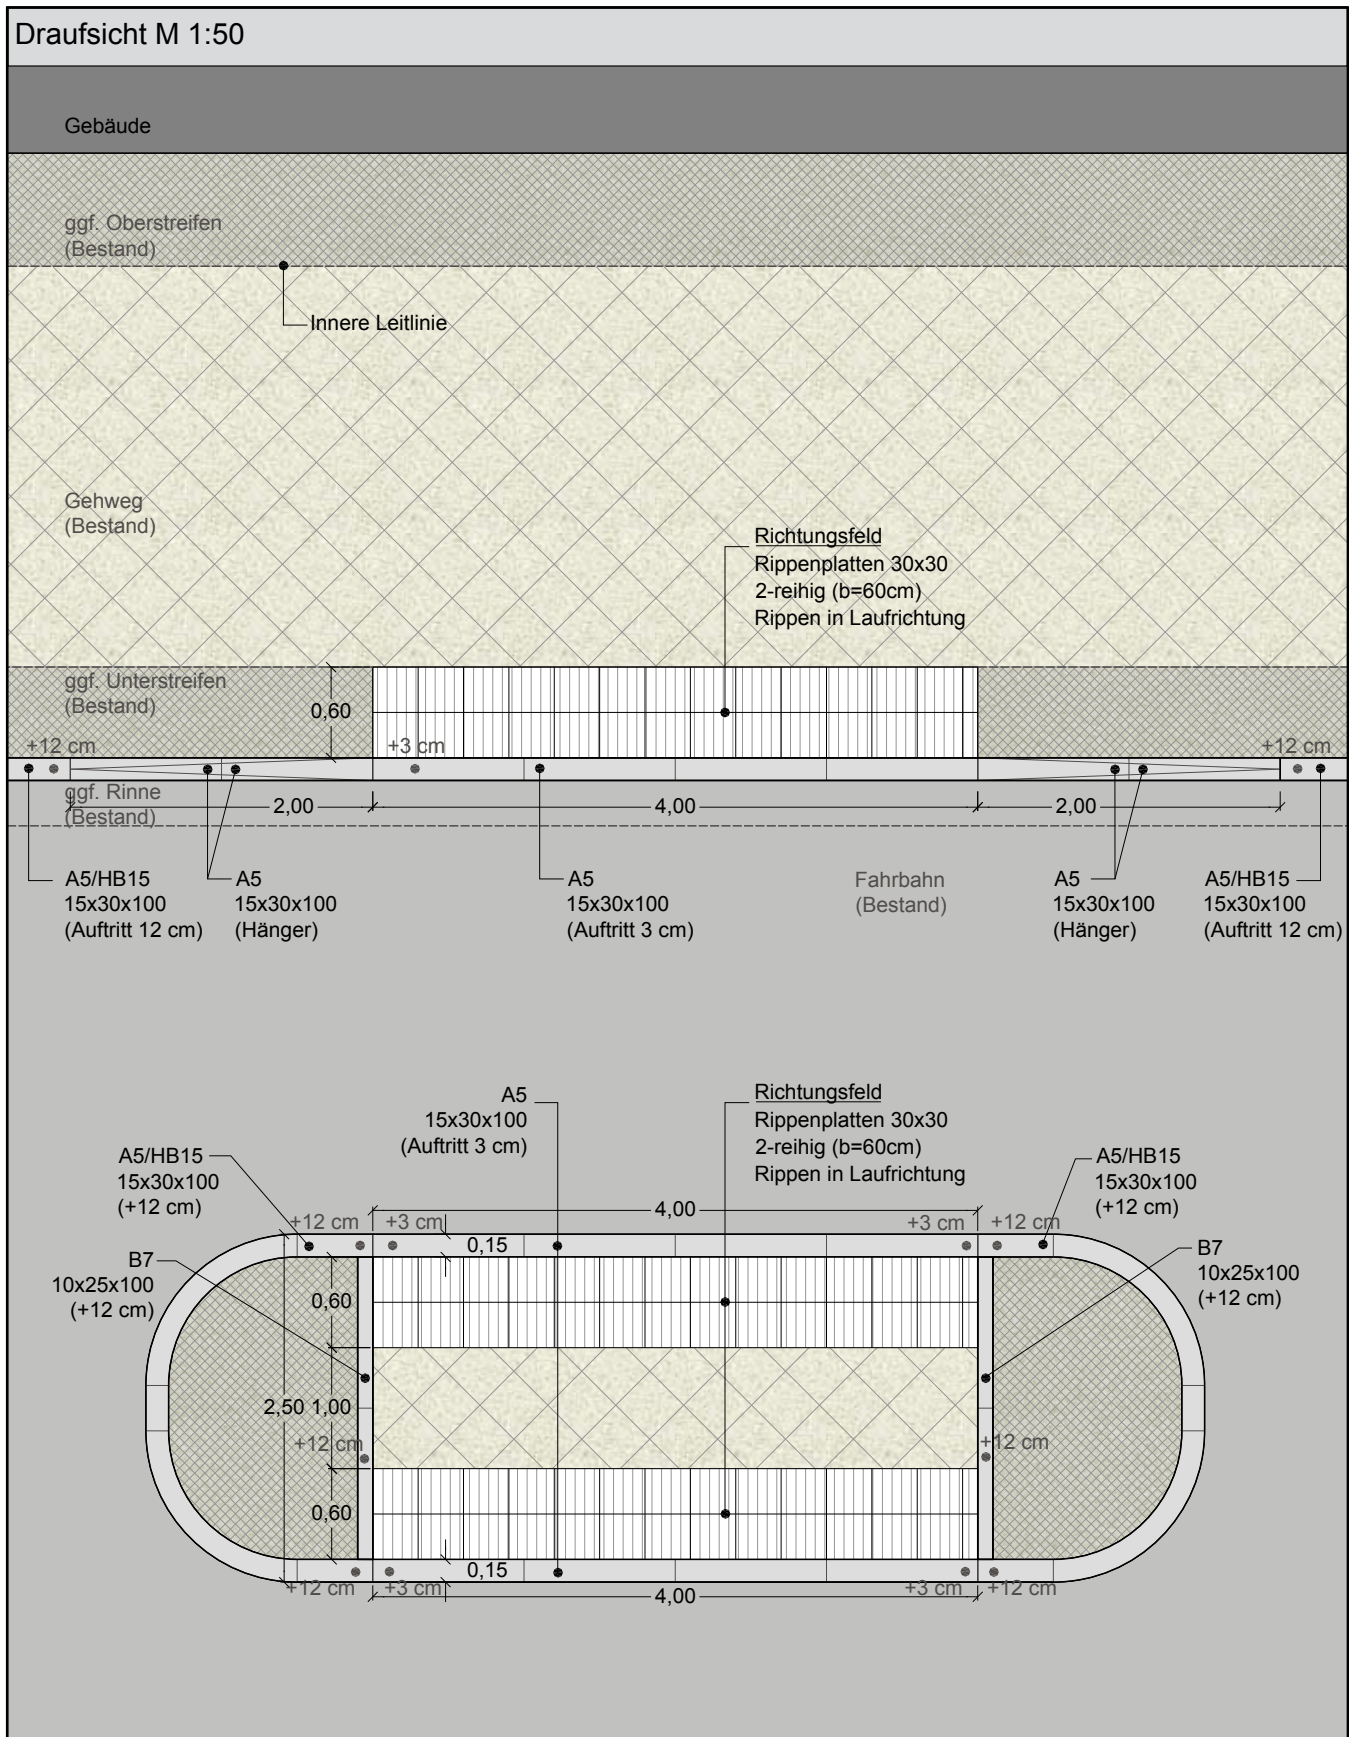 Draufsicht M 1:50
Gebäude
ggf. Oberstreifen
(Bestand)
Innere Leitlinie
Gehweg
(Bestand)
Richtungsfeld
Rippenplatten 30x30
2-reihig (b=60cm)
Rippen in Laufrichtung
ggf. Unterstreifen
(Bestand)
0,60
+12 cm
+3 cm
+12 cm
ggf. Rinne
(Bestand)
2,00
4,00
2,00
A5/HB15
15x30x100
(Auftritt 12 cm)
A5
15x30x100
(Hänger)
A5
15x30x100
(Auftritt 3 cm)
Fahrbahn
(Bestand)
A5
15x30x100
(Hänger)
A5/HB15
15x30x100
(Auftritt 12 cm)
A5
15x30x100
(Auftritt 3 cm)
Richtungsfeld
Rippenplatten 30x30
2-reihig (b=60cm)
Rippen in Laufrichtung
A5/HB15
15x30x100
(+12 cm)
A5/HB15
15x30x100
(+12 cm)
4,00
+12 cm
+3 cm
+3 cm
+12 cm
0,15
B7
10x25x100
(+12 cm)
B7
10x25x100
(+12 cm)
0,60
2,50 1,00
+12 cm
+12 cm
0,60
0,15
+12 cm
+3 cm
+3 cm
+12 cm
4,00